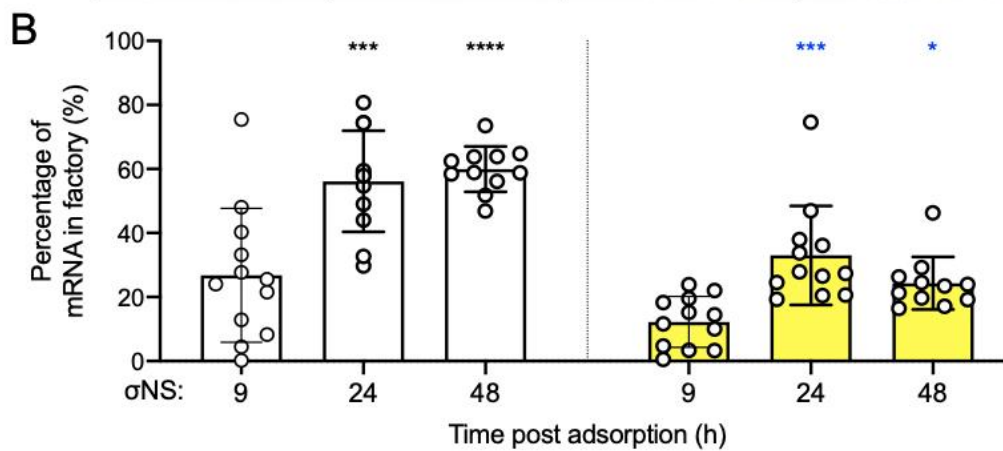 B
Percentage of
mRNA in factory (%)
100
80
60
40
20
0
*** **** *** *
σNS: 9 24 48 9 24 48
Time post adsorption (h)